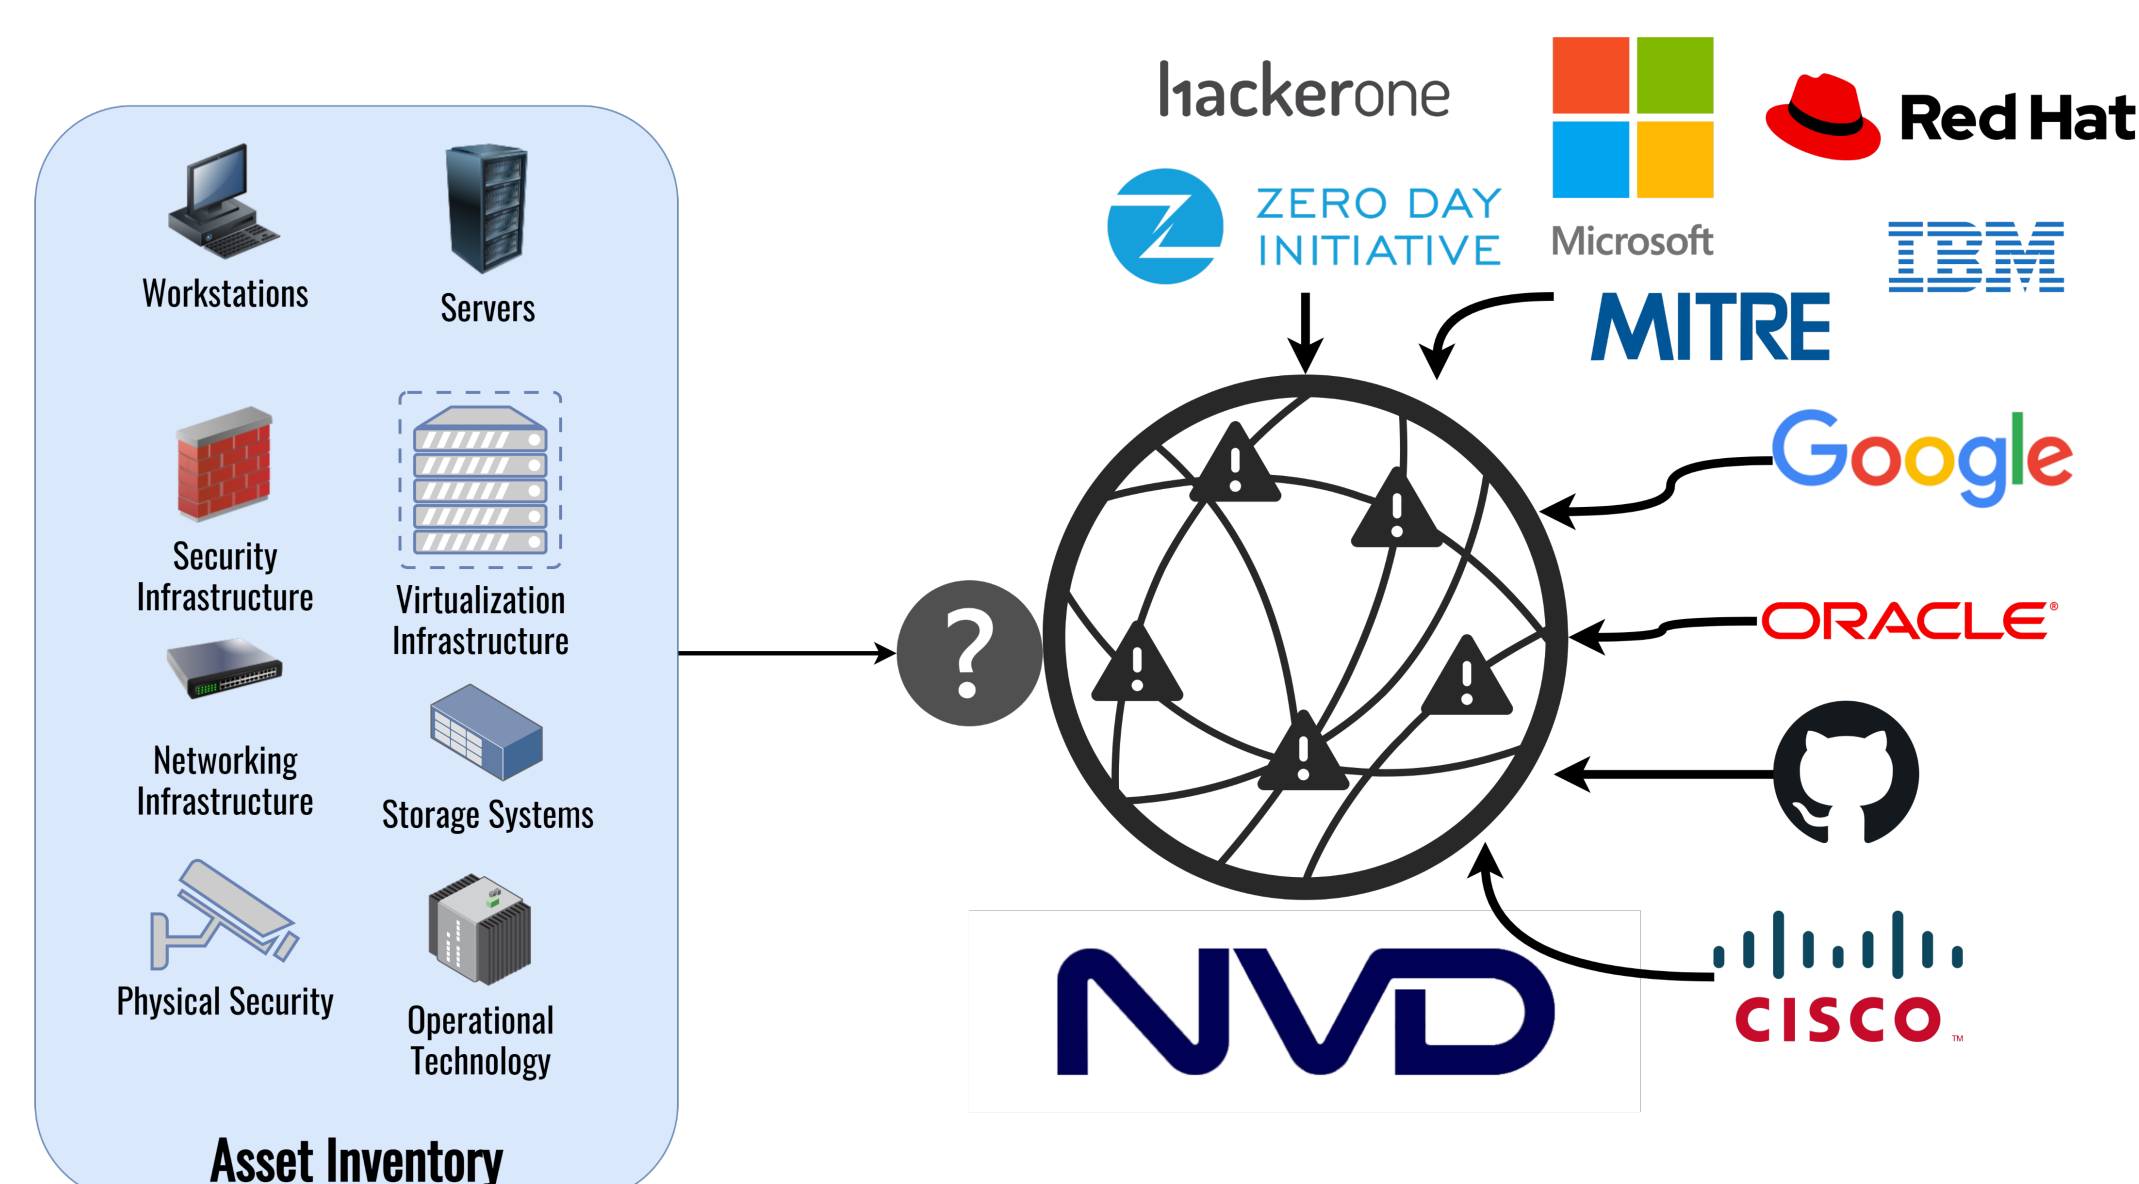 Workstations
Servers
Security
Infrastructure
Virtualization
Infrastructure
Networking
Infrastructure
Storage Systems
Physical Security
Operational
Technology
Asset Inventory
?
hackerone
ZERO DAY
INITIATIVE
Microsoft
Red Hat
IBM
MITRE
Google
ORACLE®
NVD
CISCO™